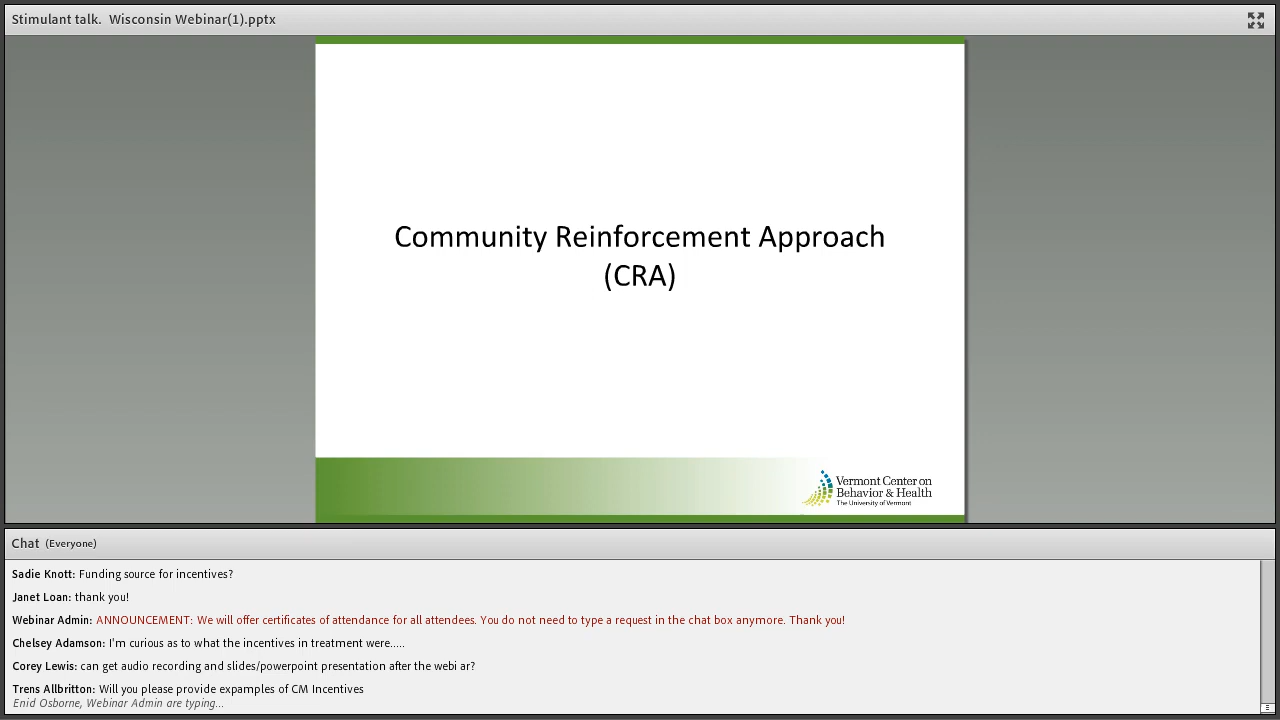 Stimulant talk. Wisconsin Webinar(1).pptx
Community Reinforcement Approach
(CRA)
Vermont Center on
Behavior & Health
The University of Vermont
Chat (Everyone)
Sadie Knott: Funding source for incentives?
Janet Loan: thank you!
Webinar Admin: ANNOUNCEMENT: We will offer certificates of attendance for all attendees. You do not need to type a request in the chat box anymore. Thank you!
Chelsey Adamson: I'm curious as to what the incentives in treatment were.....
Corey Lewis: can get audio recording and slides/powerpoint presentation after the webi ar?
Trens Allbritton: Will you please provide expamples of CM Incentives
Enid Osborne, Webinar Admin are typing...